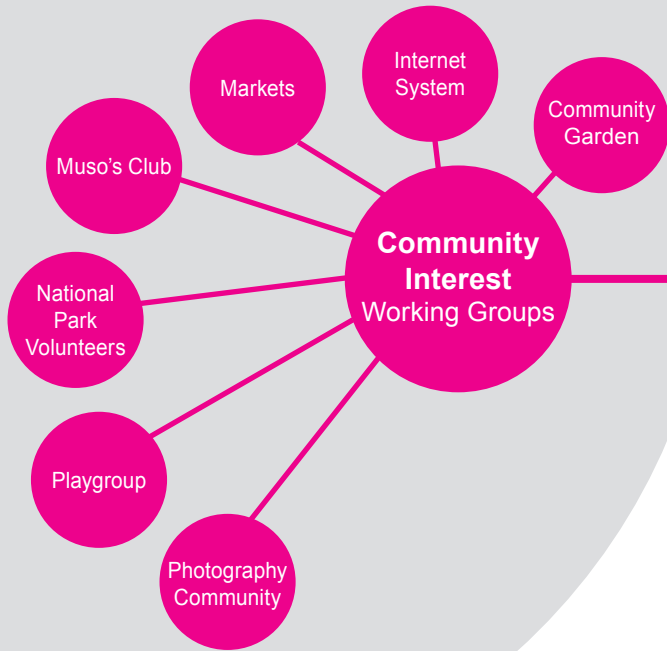 Internet
System
Markets
Community
Garden
Muso's Club
Community
Interest
Working Groups
National
Park
Volunteers
Playgroup
Photography
Community